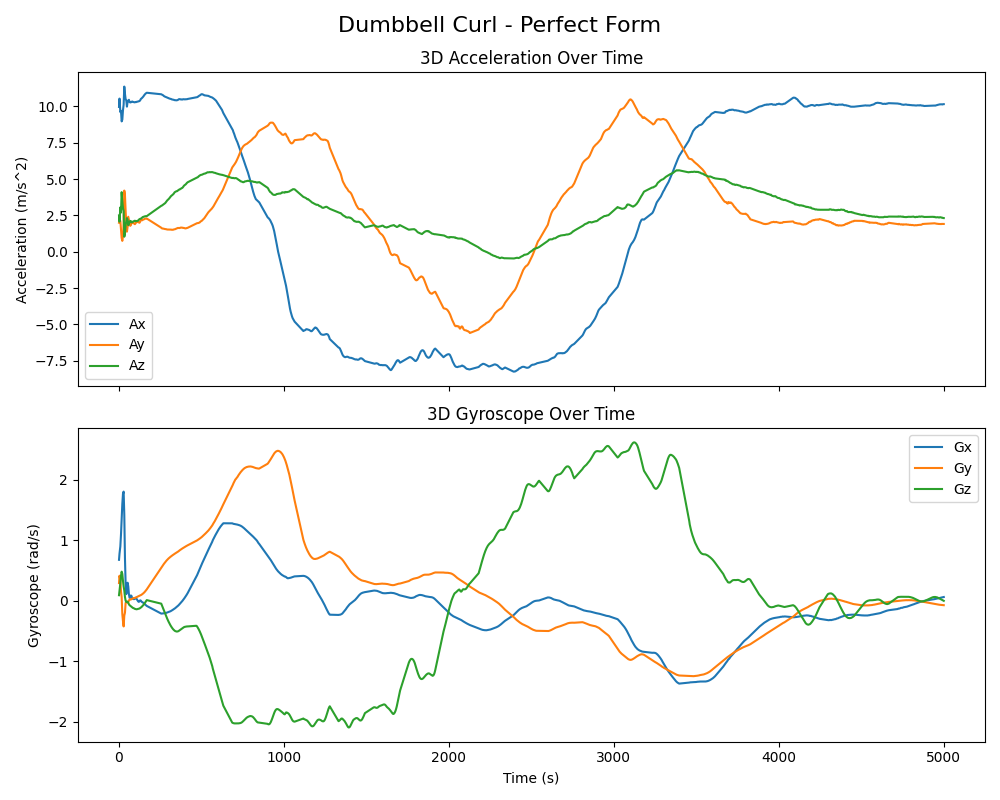 Dumbbell Curl - Perfect Form
3D Acceleration Over Time
Acceleration (m/s^2)
10.0
7.5
5.0
2.5
0.0
−2.5
−5.0
−7.5
Ax
Ay
Az
3D Gyroscope Over Time
Gyroscope (rad/s)
2
1
0
−1
−2
Gx
Gy
Gz
0 1000 2000 3000 4000 5000
Time (s)